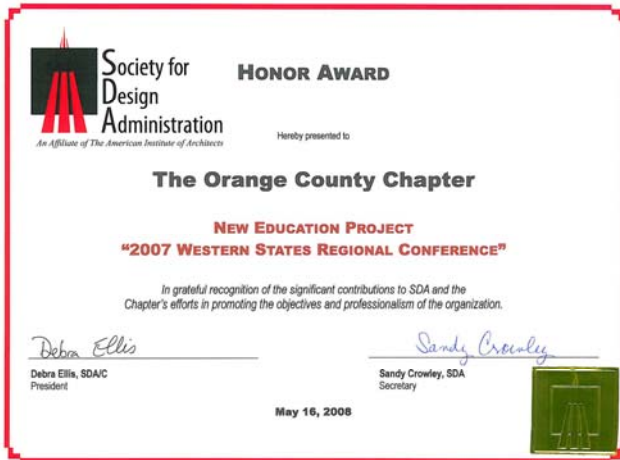 Society for
Design
Administration
An Affiliate of The American Institute of Architects
HONOR AWARD
Hereby presented to
The Orange County Chapter
NEW EDUCATION PROJECT
“2007 WESTERN STATES REGIONAL CONFERENCE”
In grateful recognition of the significant contributions to SDA and the
Chapter's efforts in promoting the objectives and professionalism of the organization.
Debra Ellis
Sandy Crowley
Debra Ellis, SDA/C
President
Sandy Crowley, SDA
Secretary
May 16, 2008